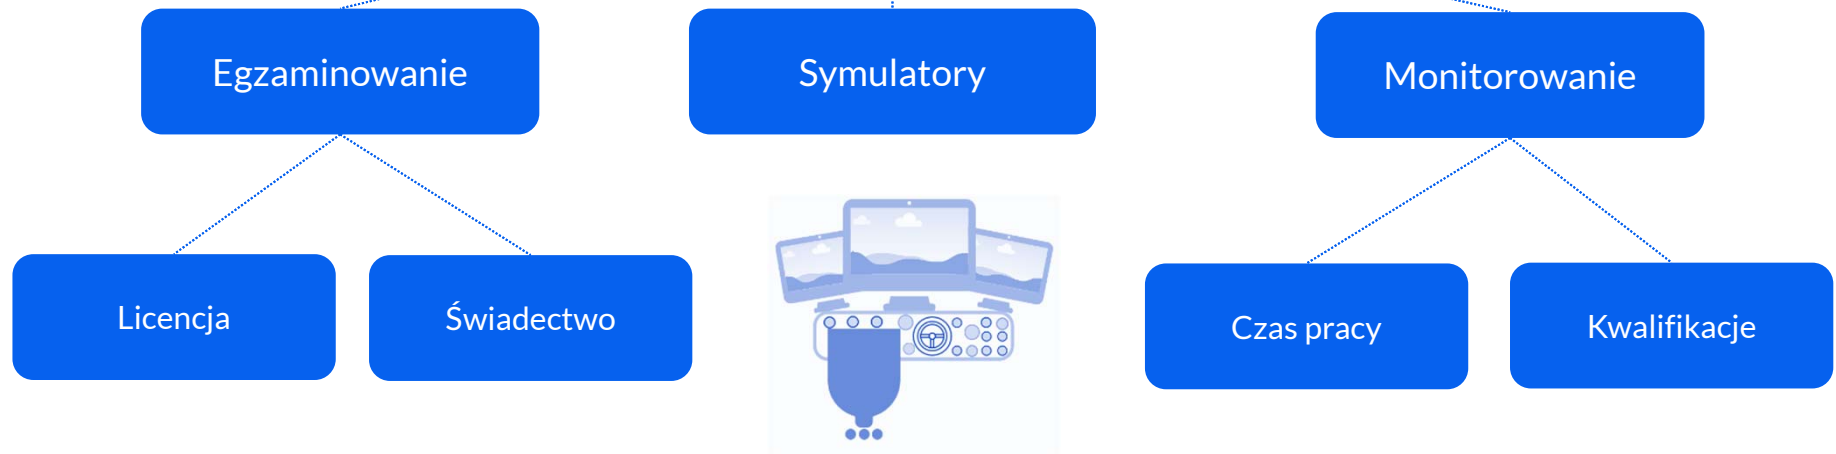 Egzaminowanie
Symulatory
Monitorowanie
Licencja
Świadectwo
Czas pracy
Kwalifikacje